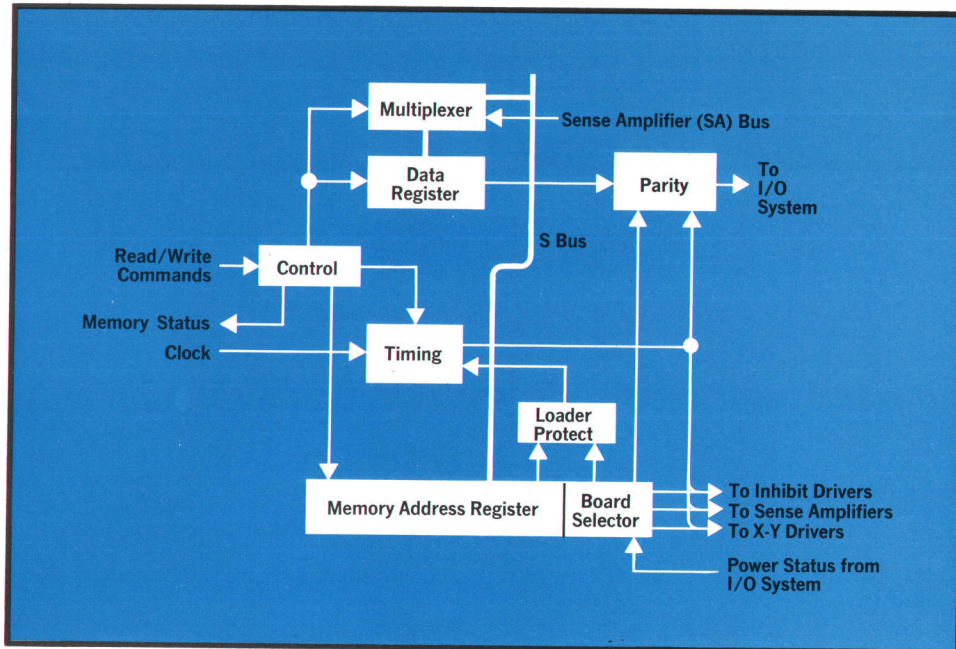 Multiplexer
Sense Amplifier (SA) Bus
Data
Register
Parity
To
I/O
System
S Bus
Read/Write
Commands
Control
Memory Status
Clock
Timing
Loader
Protect
Memory Address Register
Board
Selector
To Inhibit Drivers
To Sense Amplifiers
To X-Y Drivers
Power Status from
I/O System